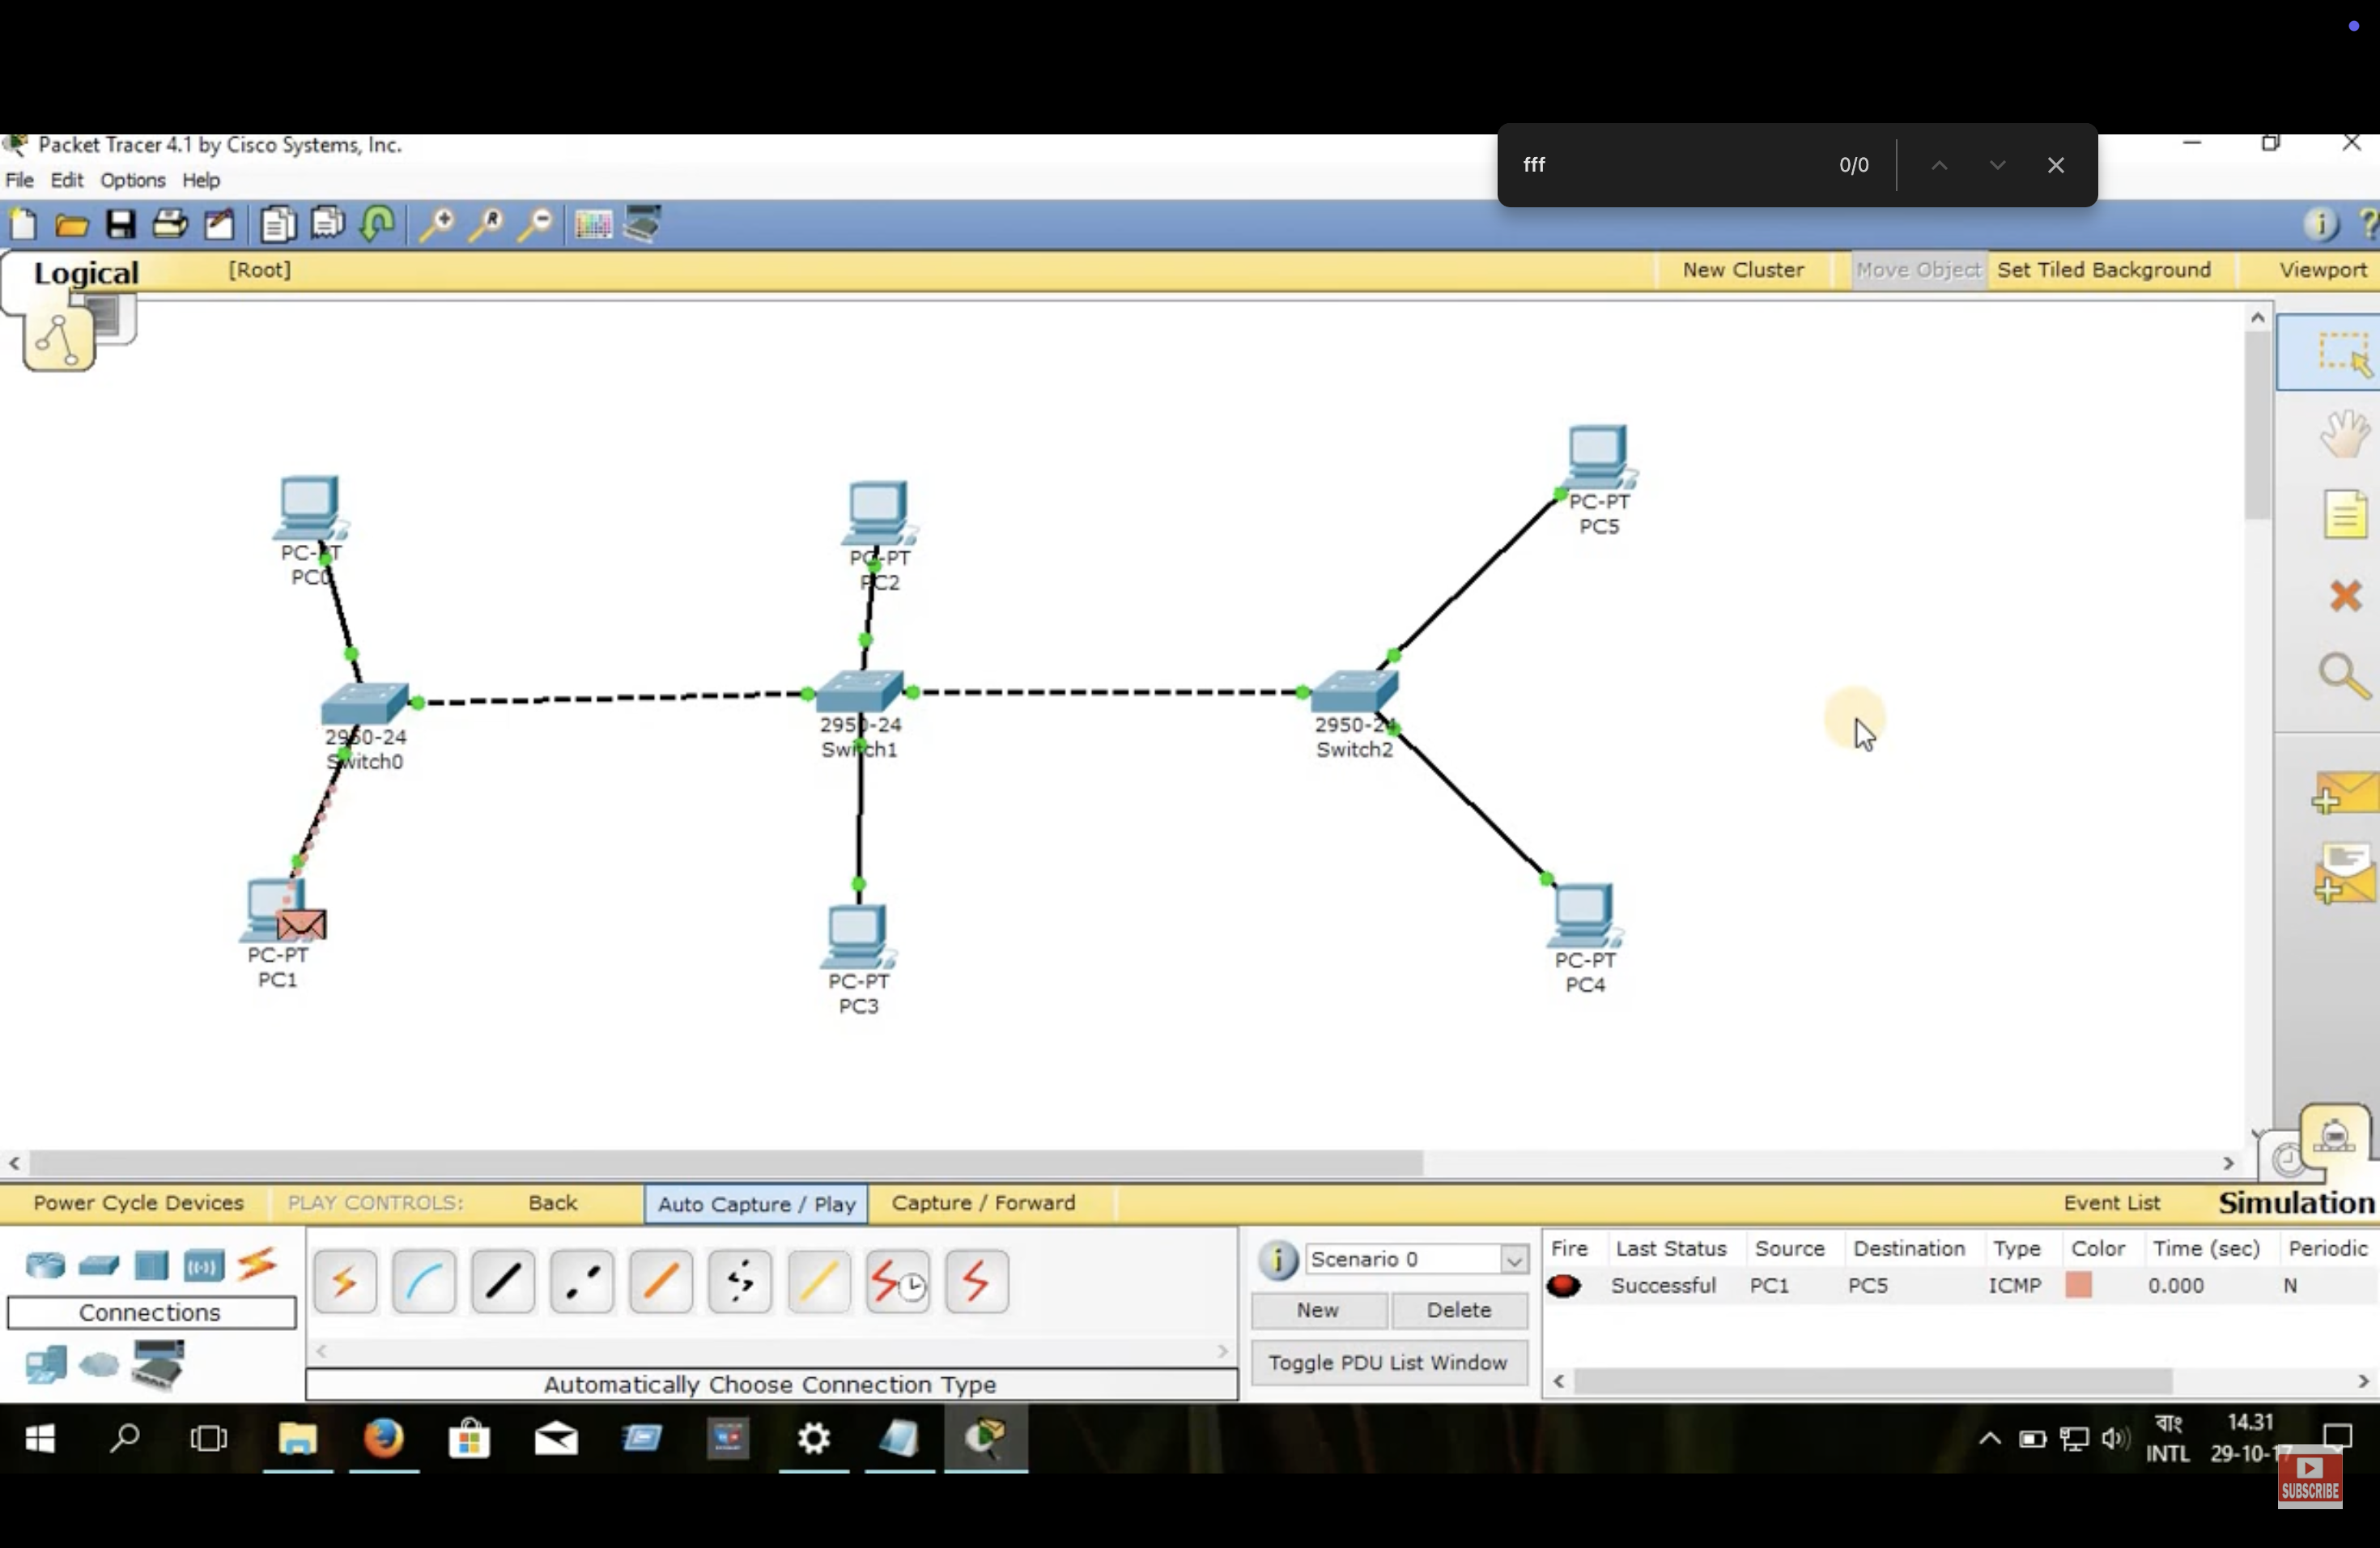 fff 0/0
Packet Tracer 4.1 by Cisco Systems, Inc.
File Edit Options Help
Logical [Root] New Cluster Move Object Set Tiled Background Viewport
PC-PT
PC5
PC-PT
PC0
PC-PT
PC2
2950-24
Switch0
2950-24
Switch1
2950-24
Switch2
PC-PT
PC1
PC-PT
PC3
PC-PT
PC4
Power Cycle Devices PLAY CONTROLS: Back Auto Capture / Play Capture / Forward Event List Simulation
Connections
Automatically Choose Connection Type
Scenario 0
New Delete
Toggle PDU List Window
Fire Last Status Source Destination Type Color Time (sec) Periodic
Successful PC1 PC5 ICMP 0.000 N
বাং 14.31
INTL 29-10-17
SUBSCRIBE